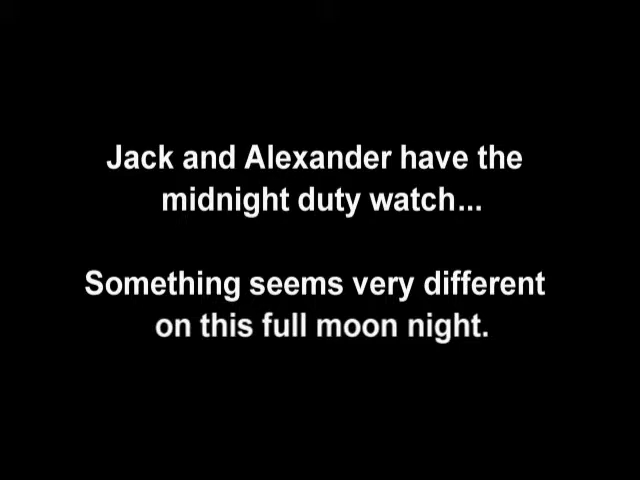 Jack and Alexander have the
midnight duty watch...
Something seems very different
on this full moon night.